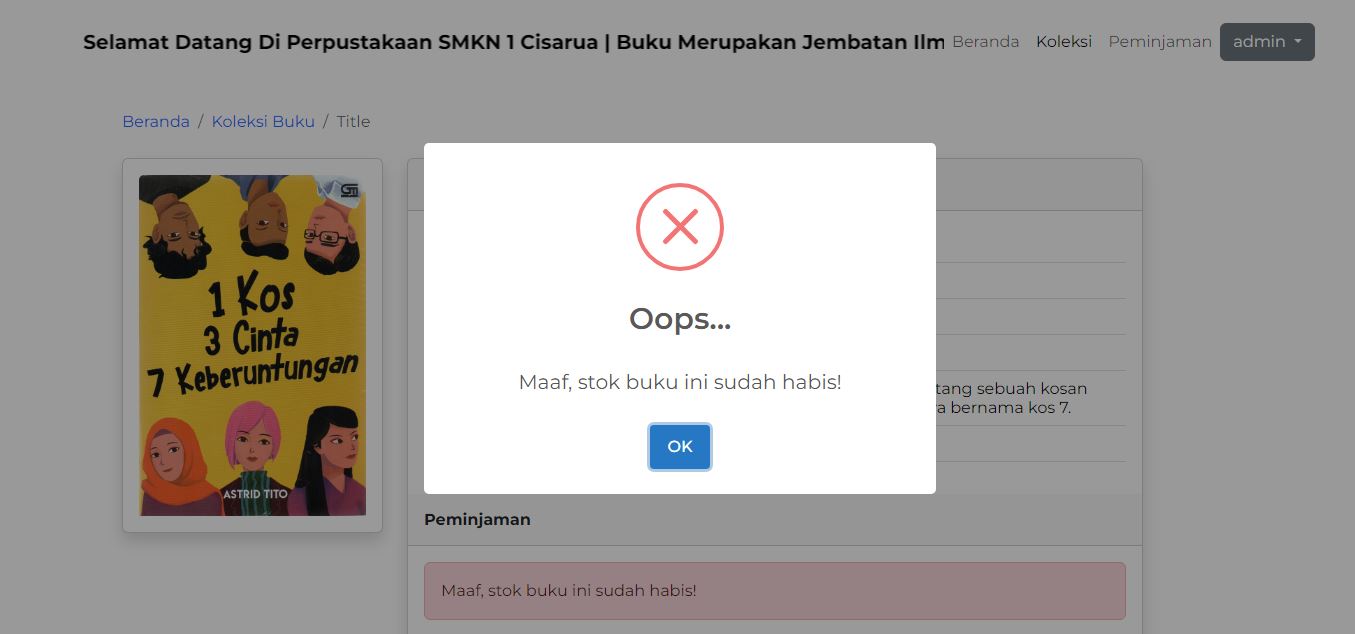 Selamat Datang Di Perpustakaan SMKN 1 Cisarua | Buku Merupakan Jembatan Ilm
Beranda Koleksi Peminjaman admin
Beranda / Koleksi Buku / Title
1 Kos
3 Cinta
7 Keberuntungan
ASTRID TITO
Oops...
Maaf, stok buku ini sudah habis!
OK
tang sebuah kosan
a bernama kos 7.
Peminjaman
Maaf, stok buku ini sudah habis!